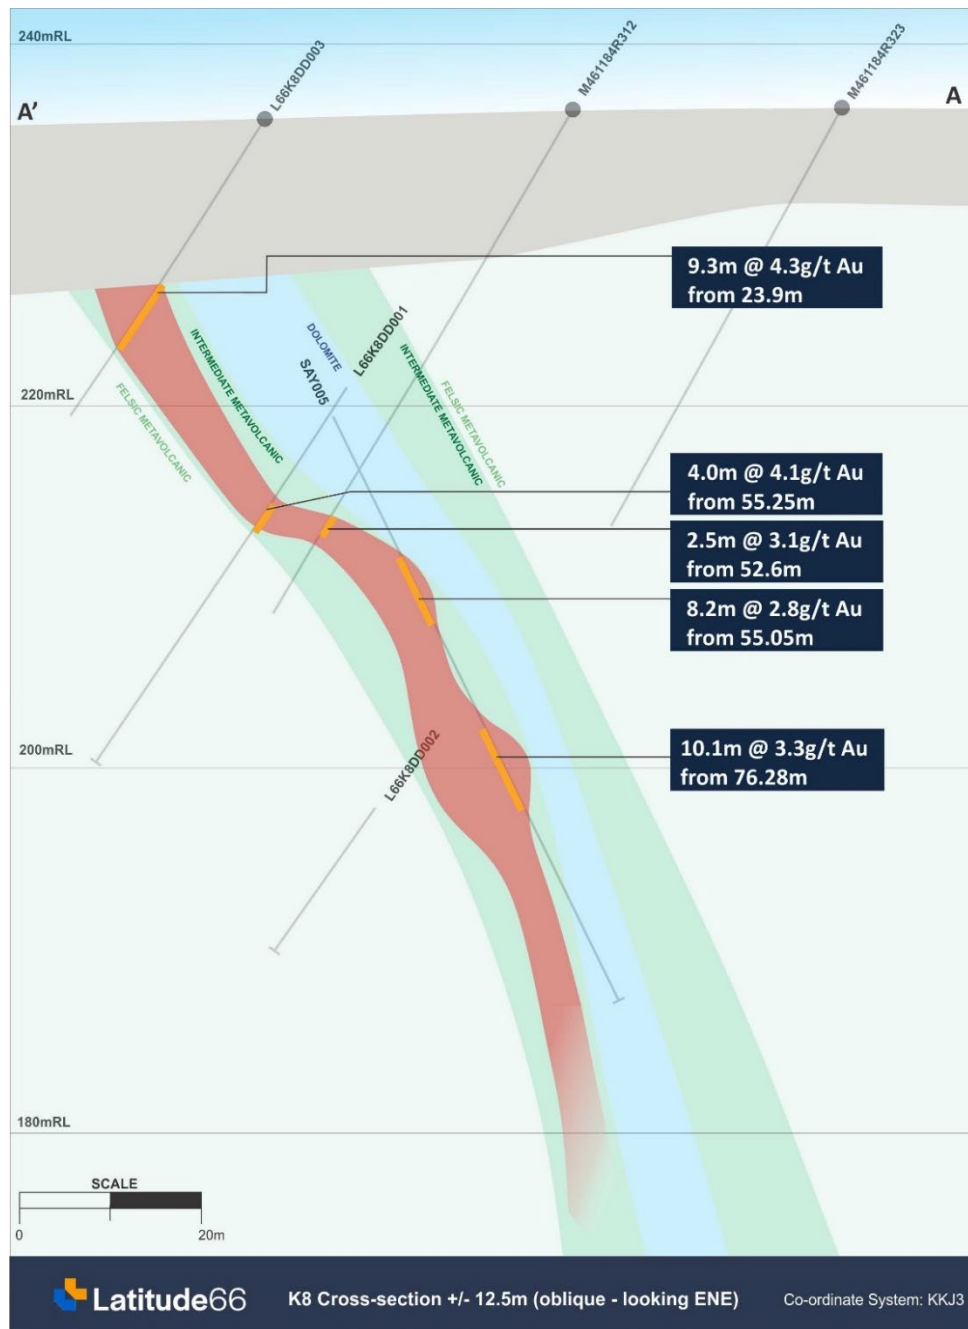 240mRL
L66K8DD003
M461184R312
M461184R323
A'
A
9.3m @ 4.3g/t Au
from 23.9m
L66K8DD001
DOLOMITE
SAY005
INTERMEDIATE METAVOLCANIC
FELSIC METAVOLCANIC
FELSIC METAVOLCANIC
INTERMEDIATE METAVOLCANIC
220mRL
4.0m @ 4.1g/t Au
from 55.25m
2.5m @ 3.1g/t Au
from 52.6m
8.2m @ 2.8g/t Au
from 55.05m
200mRL
L66K8DD002
10.1m @ 3.3g/t Au
from 76.28m
180mRL
SCALE
0 20m
Latitude66 K8 Cross-section +/- 12.5m (oblique - looking ENE) Co-ordinate System: KKJ3